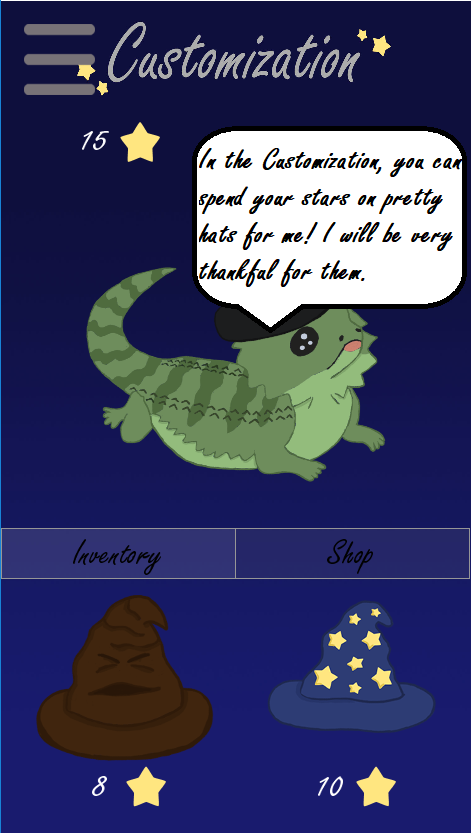 Customization
15
In the Customization, you can
spend your stars on pretty
hats for me! I will be very
thankful for them.
Inventory
Shop
8
10